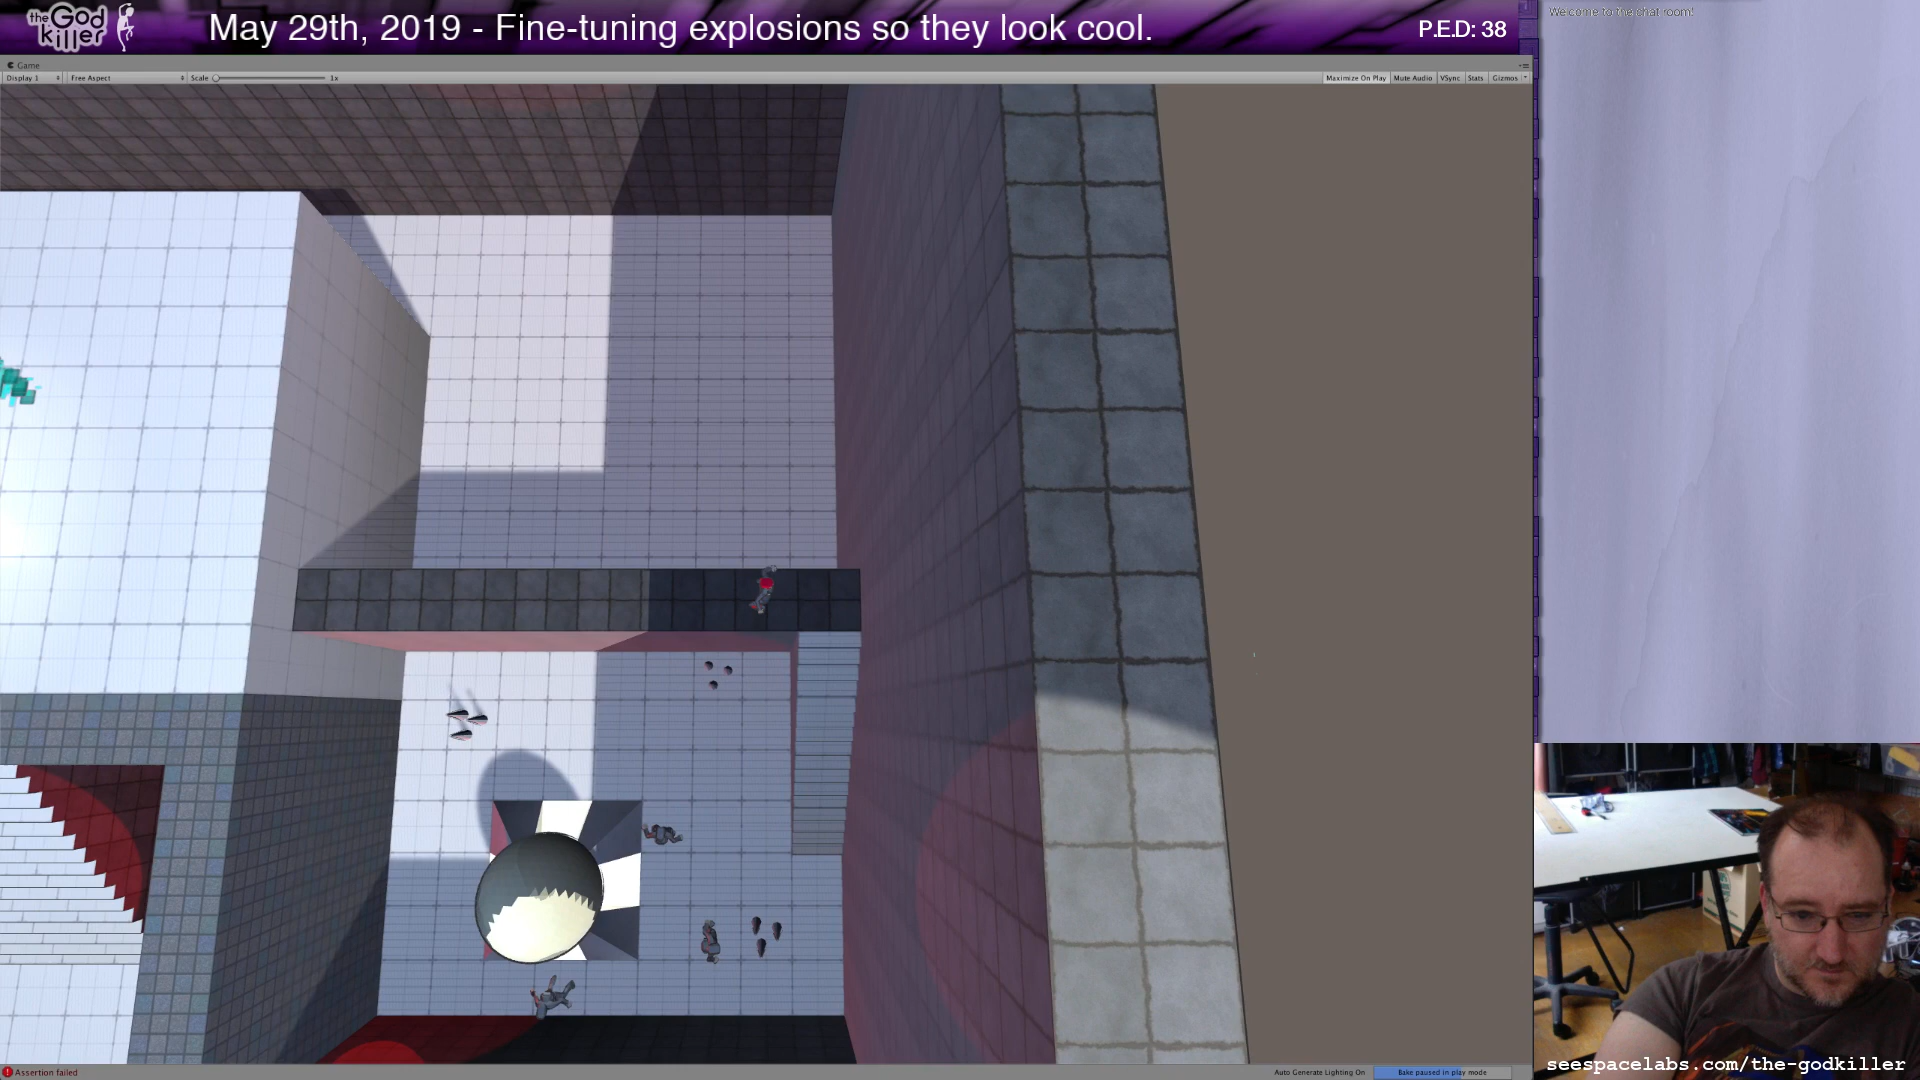 the God killer
May 29th, 2019 - Fine-tuning explosions so they look cool.
P.E.D: 38
Welcome to this chat room!
Game
Display 1
Free Aspect
Scale
1x
Maximize On Play
Mute Audio
VSync
Stats
Gizmos
Assertion failed
Auto Generate Lighting On
Bake paused in play mode
seespacelabs.com/the-godkiller